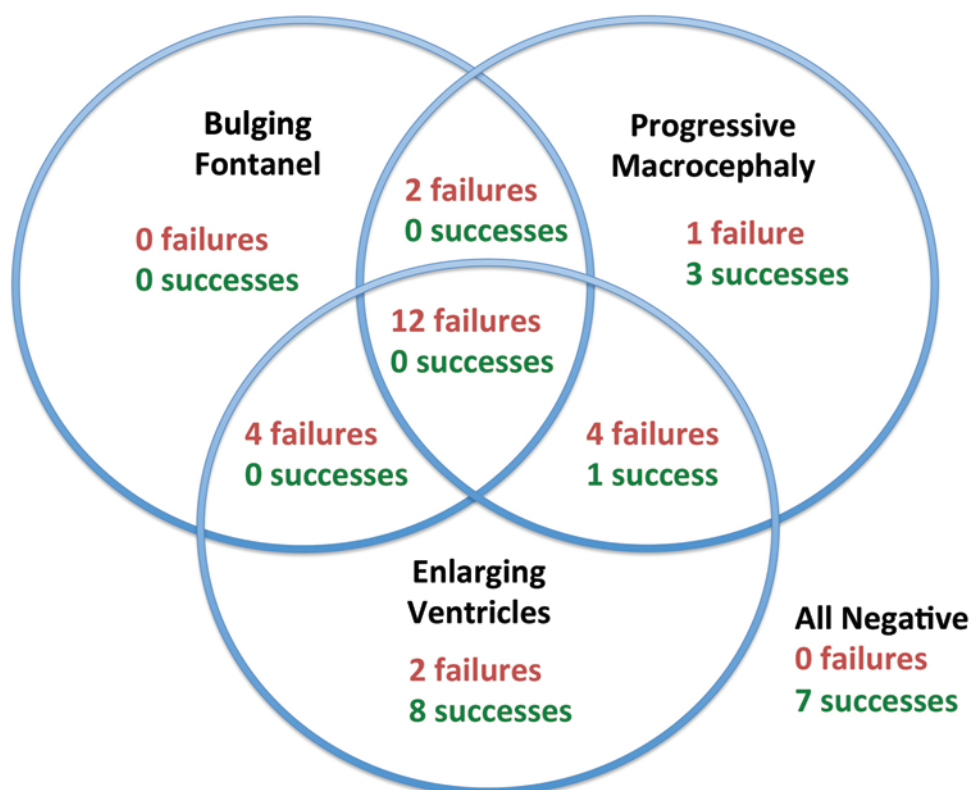 Bulging
Fontanel
0 failures
0 successes
2 failures
0 successes
Progressive
Macrocephaly
1 failure
3 successes
12 failures
0 successes
4 failures
0 successes
4 failures
1 success
Enlarging
Ventricles
2 failures
8 successes
All Negative
0 failures
7 successes